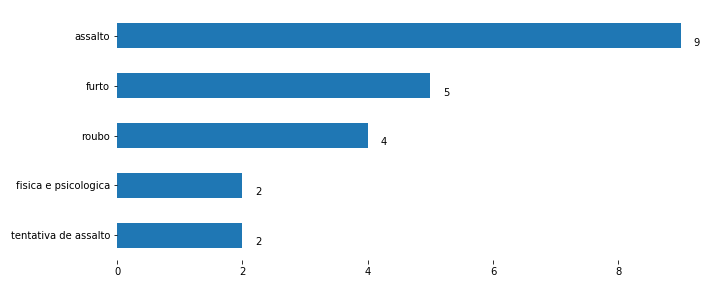 assalto
9
furto
5
roubo
4
fisica e psicologica
2
tentativa de assalto
2
0 2 4 6 8